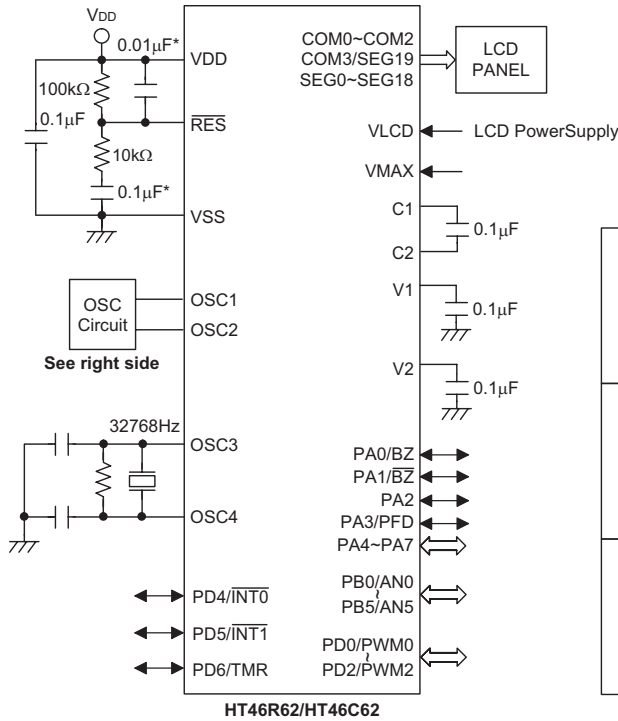 VDD
0.01μF*
VDD
100kΩ
0.1μF
RES
10kΩ
0.1μF*
VSS
OSC
Circuit
OSC1
OSC2
See right side
32768Hz
OSC3
OSC4
PD4/INT0
PD5/INT1
PD6/TMR
COM0~COM2
COM3/SEG19
SEG0~SEG18
LCD
PANEL
VLCD
LCD PowerSupply
VMAX
C1
0.1μF
C2
V1
0.1μF
V2
0.1μF
PA0/BZ
PA1/BZ
PA2
PA3/PFD
PA4~PA7
PB0/AN0
~
PB5/AN5
PD0/PWM0
~
PD2/PWM2
HT46R62/HT46C62